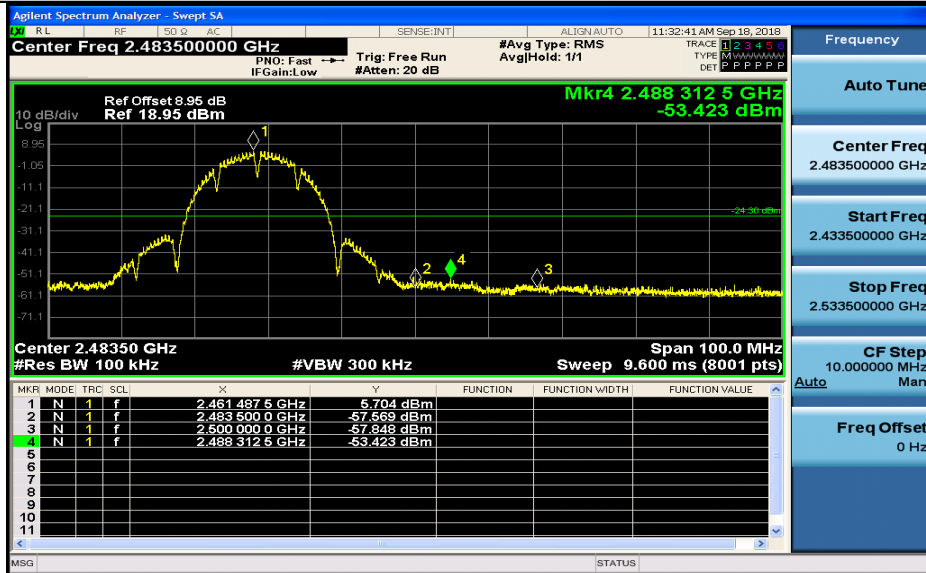 Agilent Spectrum Analyzer - Swept SA
LXI RL RF 50 Ω AC SENSE:INT ALIGN AUTO 11:32:41 AM Sep 18, 2018
Center Freq 2.483500000 GHz
PNO: Fast
IFGain:Low
Trig: Free Run
#Atten: 20 dB
#Avg Type: RMS
Avg|Hold: 1/1
TRACE 1 2 3 4 5 6
TYPE M W W W W W
DET P P P P P P
Mkr4 2.488 312 5 GHz
-53.423 dBm
Ref Offset 8.95 dB
10 dB/div Ref 18.95 dBm
Log
8.95
-1.05
-11.1
-21.1
-31.1
-41.1
-51.1
-61.1
-71.1
-24.30 dBm
1
2
4
3
Center 2.48350 GHz Span 100.0 MHz
#Res BW 100 kHz #VBW 300 kHz Sweep 9.600 ms (8001 pts)
MKR MODE TRC SCL X Y FUNCTION FUNCTION WIDTH FUNCTION VALUE
1 N 1 f 2.461 487 5 GHz 5.704 dBm
2 N 1 f 2.483 500 0 GHz -57.569 dBm
3 N 1 f 2.500 000 0 GHz -57.848 dBm
4 N 1 f 2.488 312 5 GHz -53.423 dBm
5
6
7
8
9
10
11
MSG STATUS
Frequency
Auto Tune
Center Freq
2.483500000 GHz
Start Freq
2.433500000 GHz
Stop Freq
2.533500000 GHz
CF Step
10.000000 MHz
Auto Man
Freq Offset
0 Hz